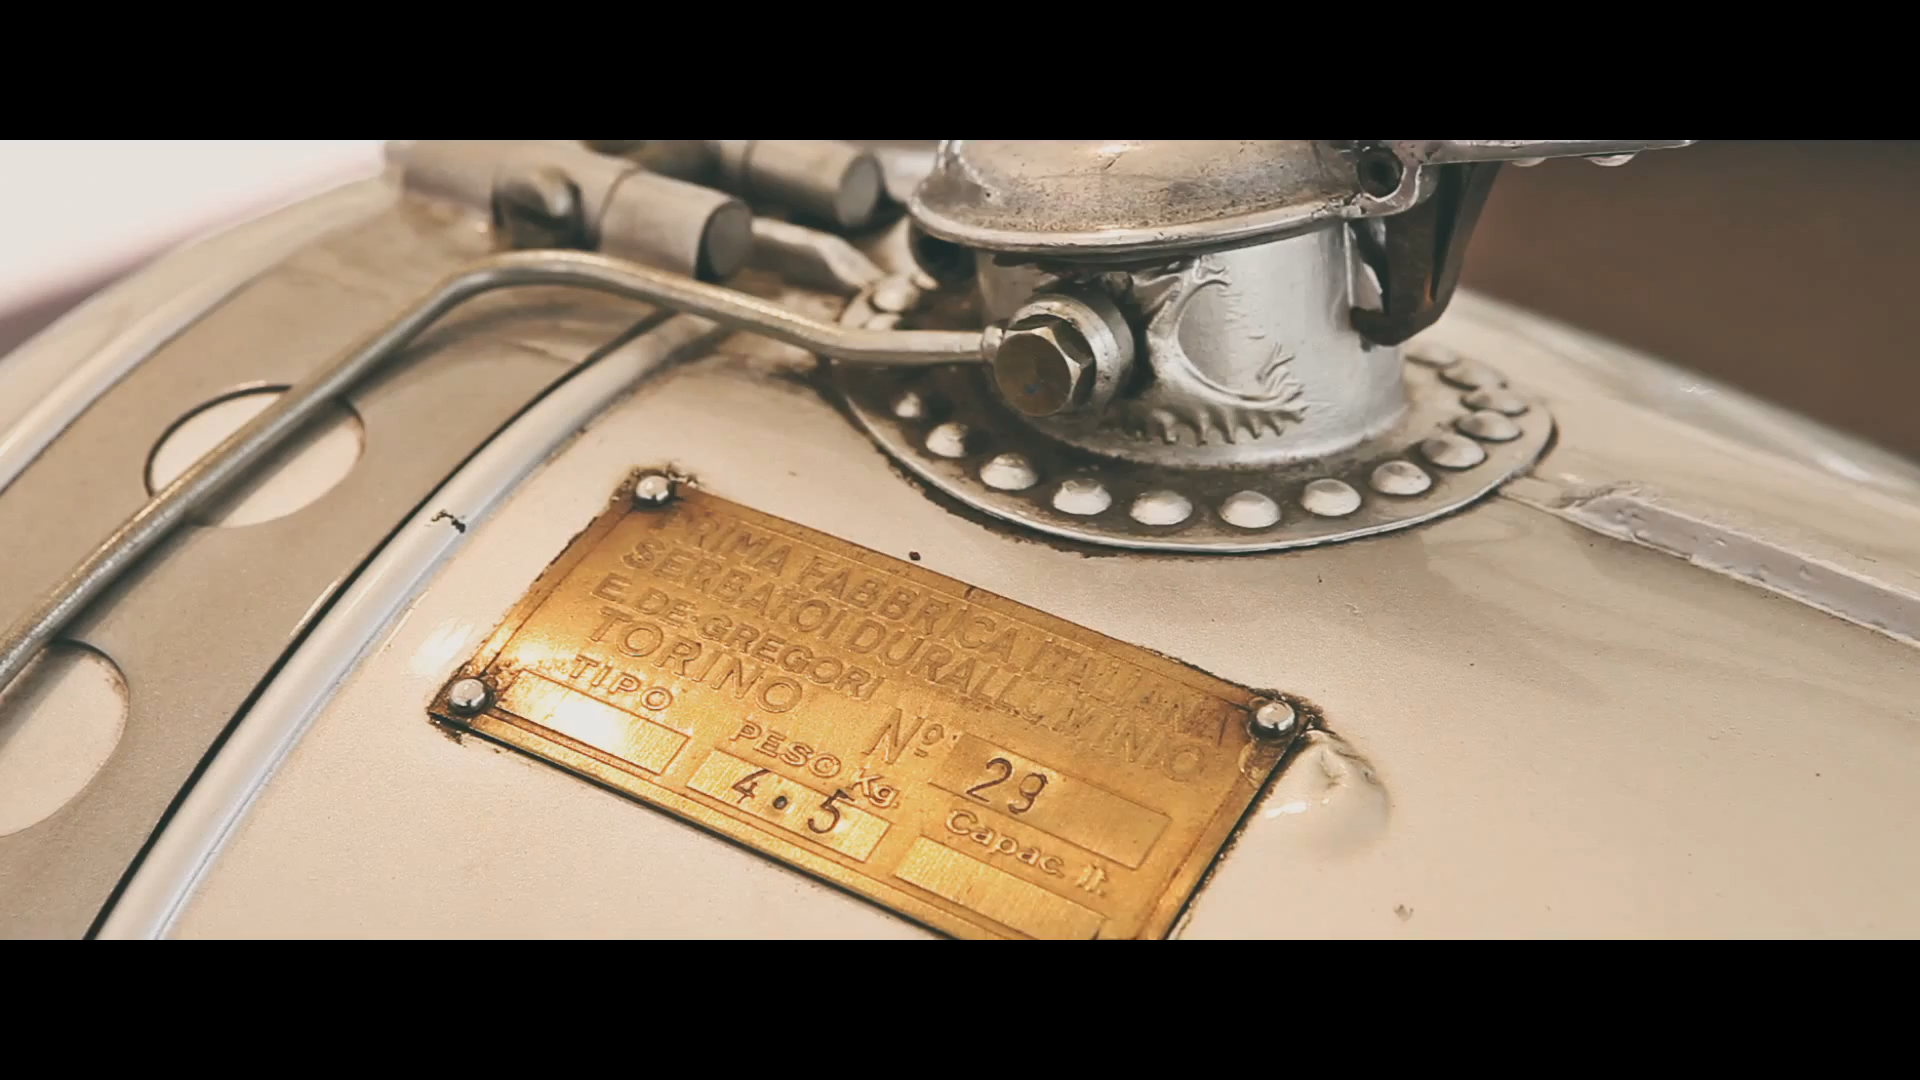 PRIMA FABBRICA ITALIANA
SERBATOI DURALLUMINIO
E. DE-GREGORI
TORINO
Nº 29
TIPO
PESO Kg.
4.5
Capac. lt.